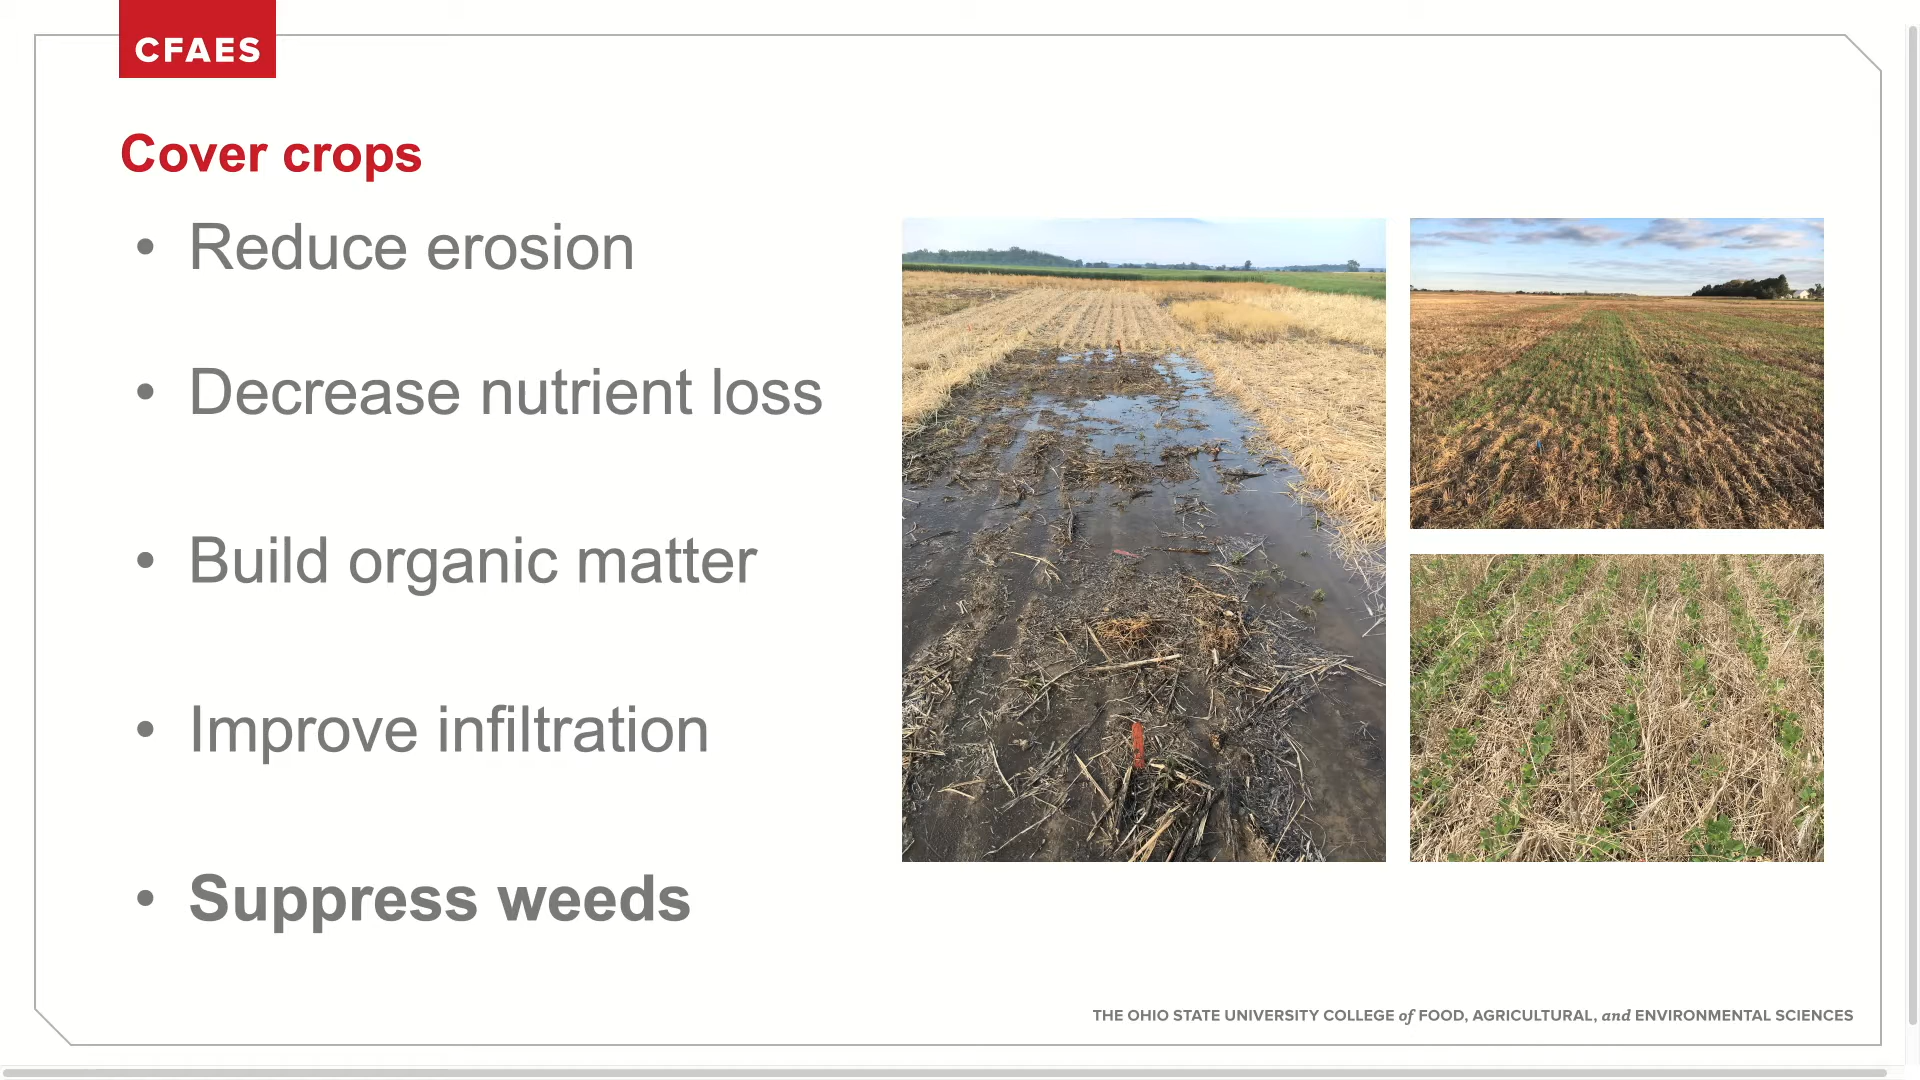 CFAES
Cover crops
• Reduce erosion
• Decrease nutrient loss
• Build organic matter
• Improve infiltration
• Suppress weeds
THE OHIO STATE UNIVERSITY COLLEGE of FOOD, AGRICULTURAL, and ENVIRONMENTAL SCIENCES